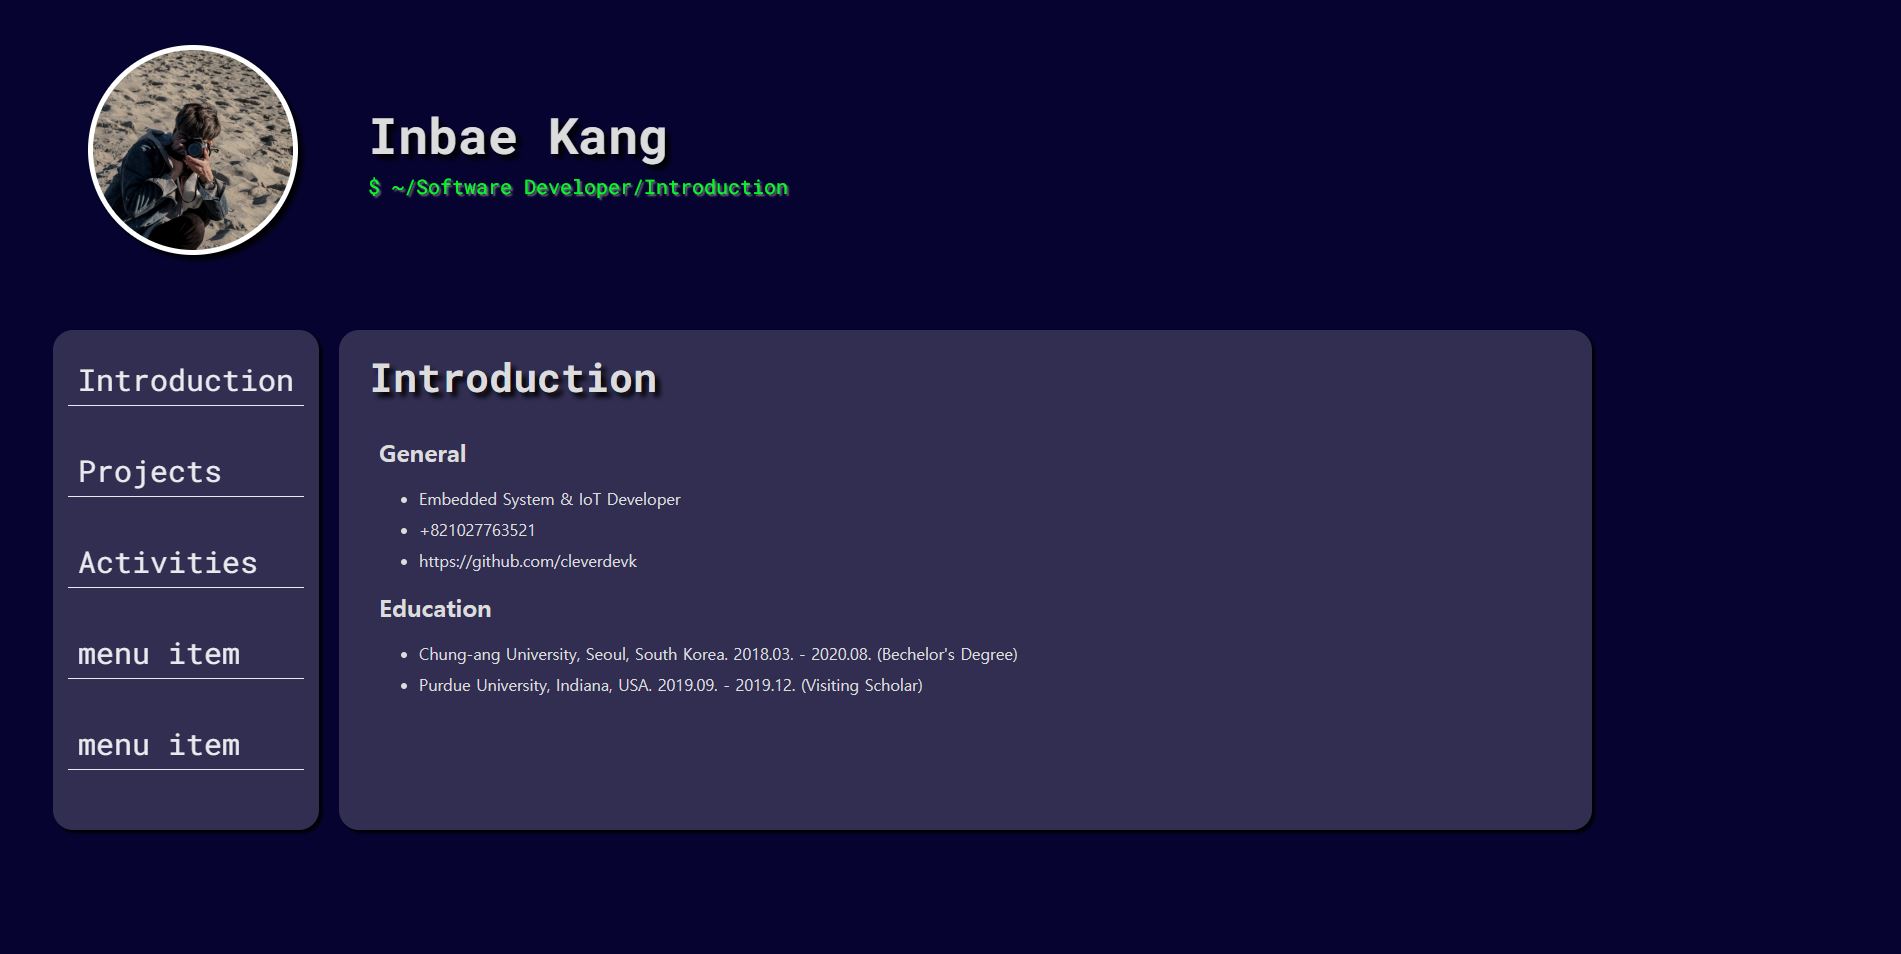 Inbae Kang
$ ~/Software Developer/Introduction
Introduction
Projects
Activities
menu item
menu item
Introduction
General
• Embedded System & IoT Developer
• +821027763521
• https://github.com/cleverdevk
Education
• Chung-ang University, Seoul, South Korea. 2018.03. - 2020.08. (Bechelor's Degree)
• Purdue University, Indiana, USA. 2019.09. - 2019.12. (Visiting Scholar)